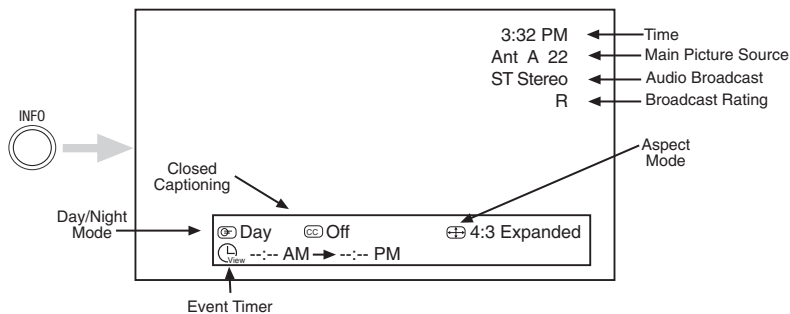 3:32 PM
Time
Ant A 22
Main Picture Source
ST Stereo
Audio Broadcast
R
Broadcast Rating
INFO
Aspect
Mode
Closed
Captioning
Day/Night
Mode
Day
CC Off
4:3 Expanded
View --:-- AM --:-- PM
Event Timer